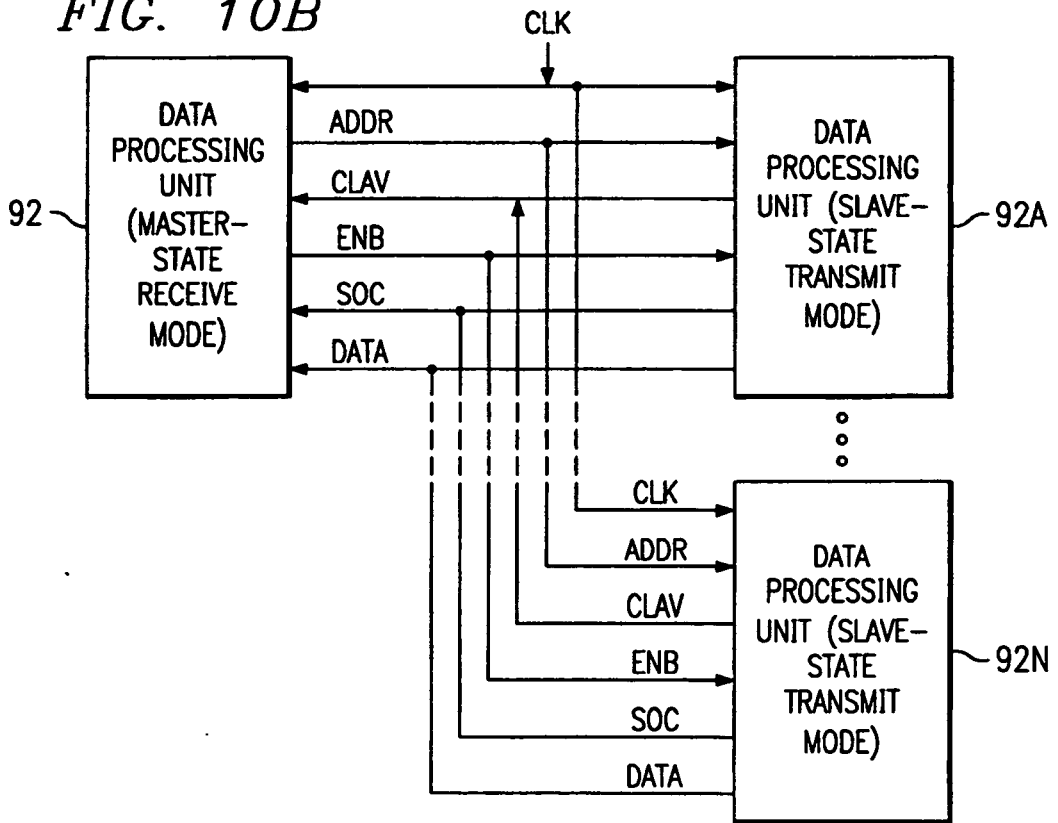 FIG. 10B
CLK
DATA
PROCESSING
UNIT
(MASTER-
STATE
RECEIVE
MODE)
92
ADDR
CLAV
ENB
SOC
DATA
DATA
PROCESSING
UNIT (SLAVE-
STATE
TRANSMIT
MODE)
92A
CLK
ADDR
CLAV
ENB
SOC
DATA
DATA
PROCESSING
UNIT (SLAVE-
STATE
TRANSMIT
MODE)
92N